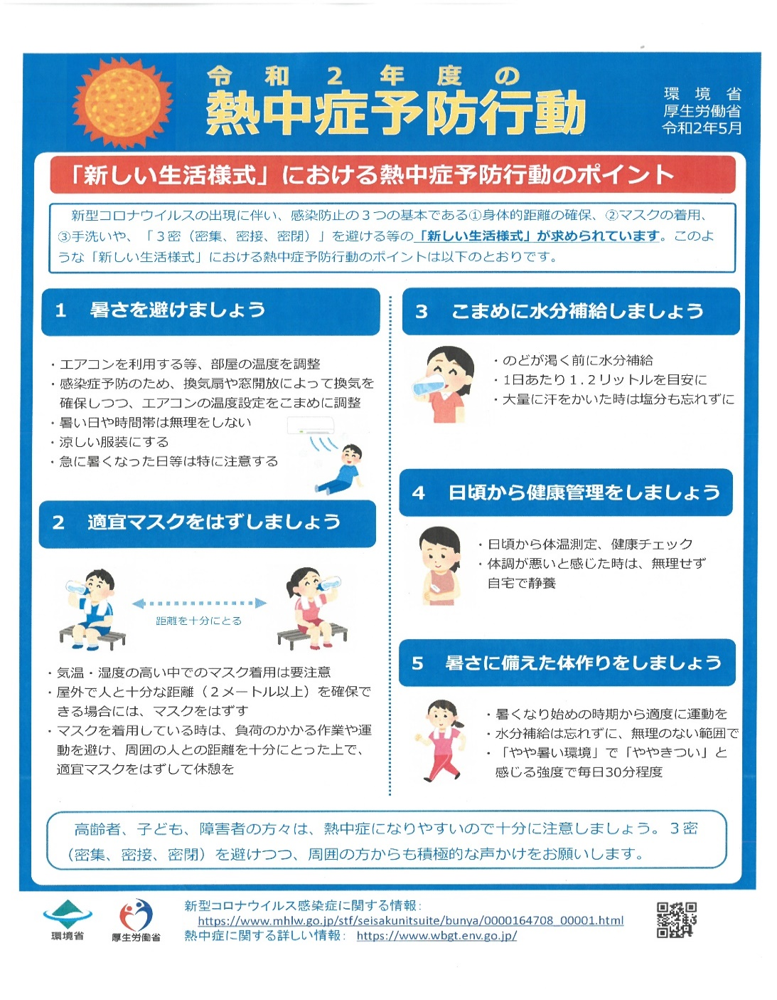 令和２年度の
熱中症予防行動
環境省
厚生労働省
令和2年5月
「新しい生活様式」における熱中症予防行動のポイント
新型コロナウイルスの出現に伴い、感染防止の３つの基本である①身体的距離の確保、②マスクの着用、
③手洗いや、「３密（密集、密接、密閉）」を避ける等の「新しい生活様式」が求められています。このよ
うな「新しい生活様式」における熱中症予防行動のポイントは以下のとおりです。
1 暑さを避けましょう
・エアコンを利用する等、部屋の温度を調整
・感染症予防のため、換気扇や窓開放によって換気を
確保しつつ、エアコンの温度設定をこまめに調整
・暑い日や時間帯は無理をしない
・涼しい服装にする
・急に暑くなった日等は特に注意する
2 適宜マスクをはずしましょう
距離を十分にとる
・気温・湿度の高い中でのマスク着用は要注意
・屋外で人と十分な距離（２メートル以上）を確保で
きる場合には、マスクをはずす
・マスクを着用している時は、負荷のかかる作業や運
動を避け、周囲の人との距離を十分にとった上で、
適宜マスクをはずして休憩を
3 こまめに水分補給しましょう
・のどが渇く前に水分補給
・1日あたり１.２リットルを目安に
・大量に汗をかいた時は塩分も忘れずに
4 日頃から健康管理をしましょう
・日頃から体温測定、健康チェック
・体調が悪いと感じた時は、無理せず
自宅で静養
5 暑さに備えた体作りをしましょう
・暑くなり始めの時期から適度に運動を
・水分補給は忘れずに、無理のない範囲で
・「やや暑い環境」で「ややきつい」と
感じる強度で毎日30分程度
高齢者、子ども、障害者の方々は、熱中症になりやすいので十分に注意しましょう。３密
（密集、密接、密閉）を避けつつ、周囲の方からも積極的な声かけをお願いします。
環境省
厚生労働省
新型コロナウイルス感染症に関する情報：
https://www.mhlw.go.jp/stf/seisakunitsuite/bunya/0000164708_00001.html
熱中症に関する詳しい情報： https://www.wbgt.env.go.jp/